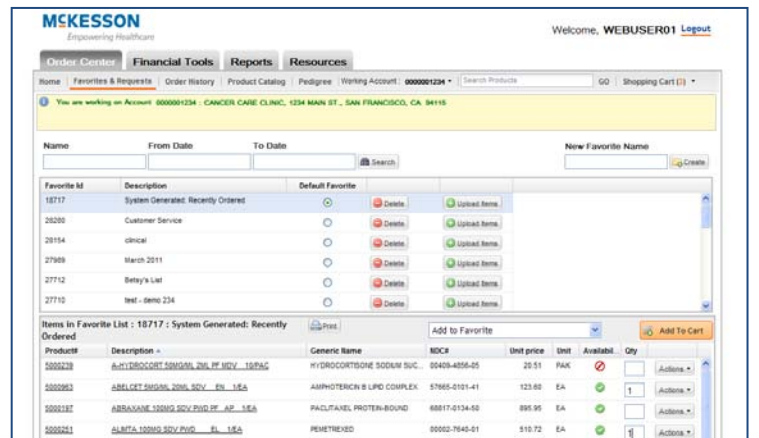 MCKESSON
Empowering Healthcare
Welcome, WEBUSER01 Logout
Order Center Financial Tools Reports Resources
Home Favorites & Requests Order History Product Catalog Pedigree Working Account: 0000001234 Search Products GO Shopping Cart (3)
You are working on Account 0000001234 : CANCER CARE CLINIC, 1234 MAIN ST., SAN FRANCISCO, CA 94115
Name From Date To Date New Favorite Name
Search Create
Favorite Id Description Default Favorite
18717 System Generated: Recently Ordered Delete Upload Items
28280 Customer Service Delete Upload Items
28154 clinical Delete Upload Items
27989 March 2011 Delete Upload Items
27712 Betsy's List Delete Upload Items
27710 test - demo 234 Delete Upload Items
Items in Favorite List : 18717 : System Generated: Recently Ordered Print Add to Favorite Add To Cart
Product# Description Generic Name NDC# Unit price Unit Availabil... Qty
5000239 A-HYDROCORT 50MG/ML 2ML PF MDV 10/PAC HYDROCORTISONE SODIUM SUC... 00409-4856-05 20.51 PAK Actions
5000963 ABELCET 5MG/ML 20ML SDV EN 1/EA AMPHOTERICIN B LIPID COMPLEX 57665-0101-41 123.60 EA 1 Actions
5000197 ABRAXANE 100MG SDV PWD PF AP 1/EA PACLITAXEL PROTEIN-BOUND 68817-0134-50 895.95 EA Actions
5000251 ALIMTA 100MG SDV PWD EL 1/EA PEMETREXED 00002-7640-01 510.72 EA 1 Actions